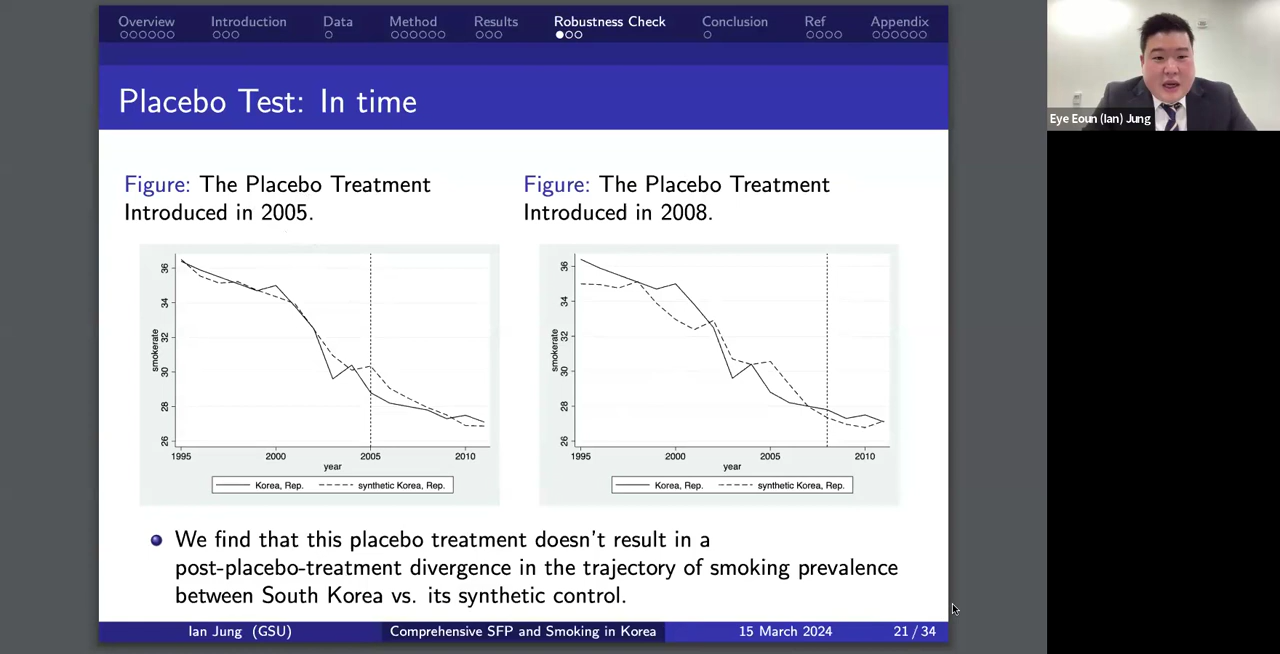 Overview Introduction Data Method Results Robustness Check Conclusion Ref Appendix
Placebo Test: In time
Figure: The Placebo Treatment
Introduced in 2005.
Figure: The Placebo Treatment
Introduced in 2008.
36
34
32
30
28
26
smokerate
1995 2000 2005 2010
year
Korea, Rep. synthetic Korea, Rep.
36
34
32
30
28
26
smokerate
1995 2000 2005 2010
year
Korea, Rep. synthetic Korea, Rep.
We find that this placebo treatment doesn't result in a
post-placebo-treatment divergence in the trajectory of smoking prevalence
between South Korea vs. its synthetic control.
Ian Jung (GSU) Comprehensive SFP and Smoking in Korea 15 March 2024 21 / 34
Eye Eoun (Ian) Jung